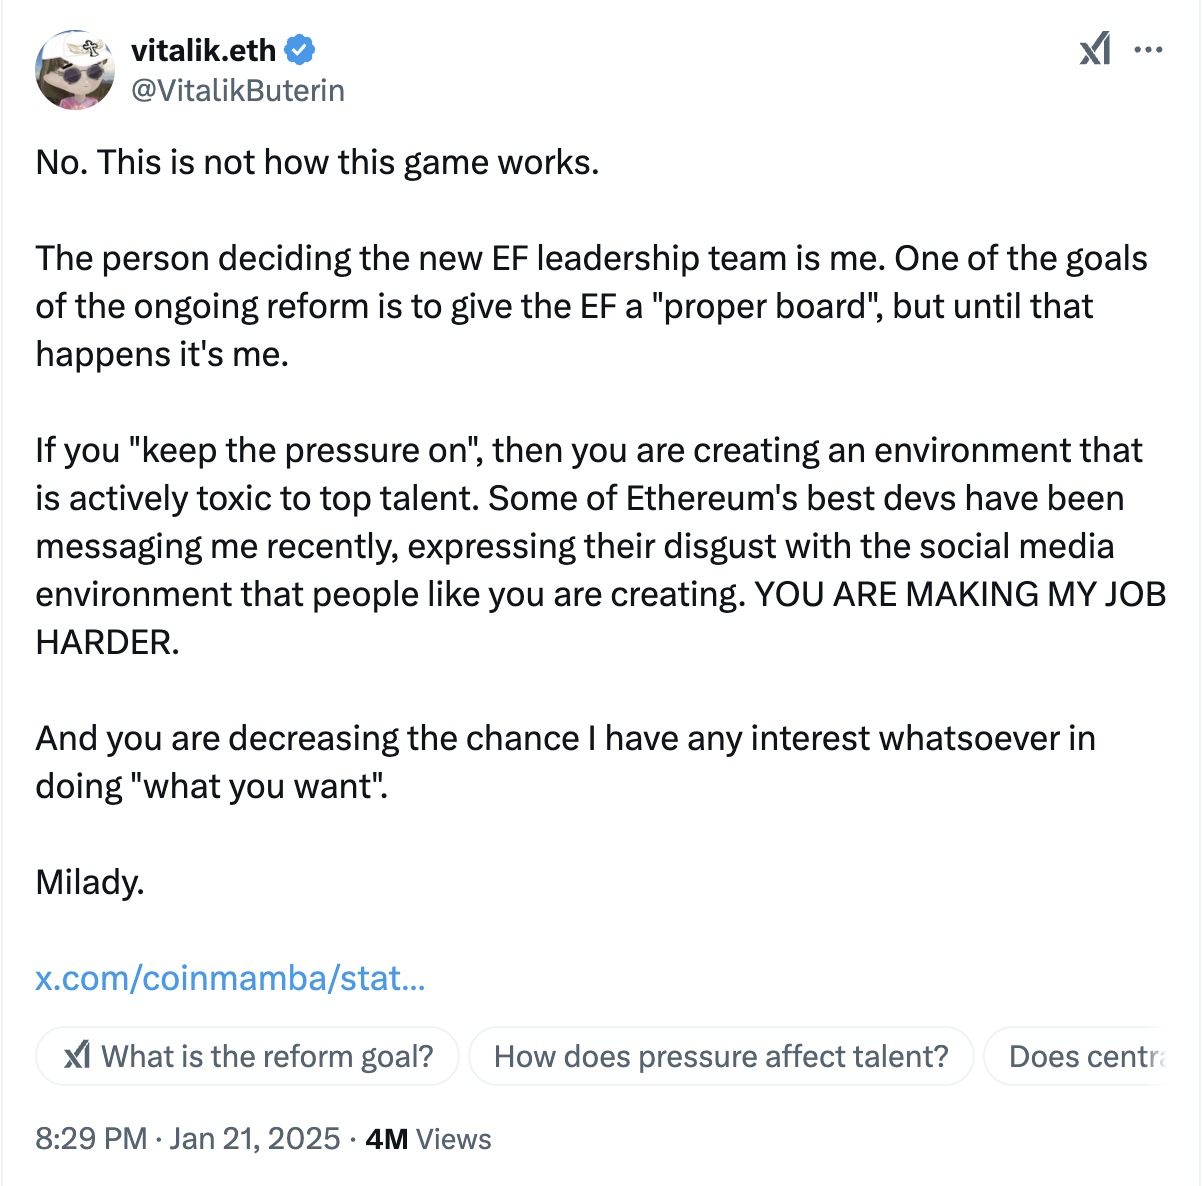 vitalik.eth
@VitalikButerin
No. This is not how this game works.
The person deciding the new EF leadership team is me. One of the goals
of the ongoing reform is to give the EF a "proper board", but until that
happens it's me.
If you "keep the pressure on", then you are creating an environment that
is actively toxic to top talent. Some of Ethereum's best devs have been
messaging me recently, expressing their disgust with the social media
environment that people like you are creating. YOU ARE MAKING MY JOB
HARDER.
And you are decreasing the chance I have any interest whatsoever in
doing "what you want".
Milady.
x.com/coinmamba/stat...
What is the reform goal? How does pressure affect talent? Does
8:29 PM · Jan 21, 2025 · 4M Views